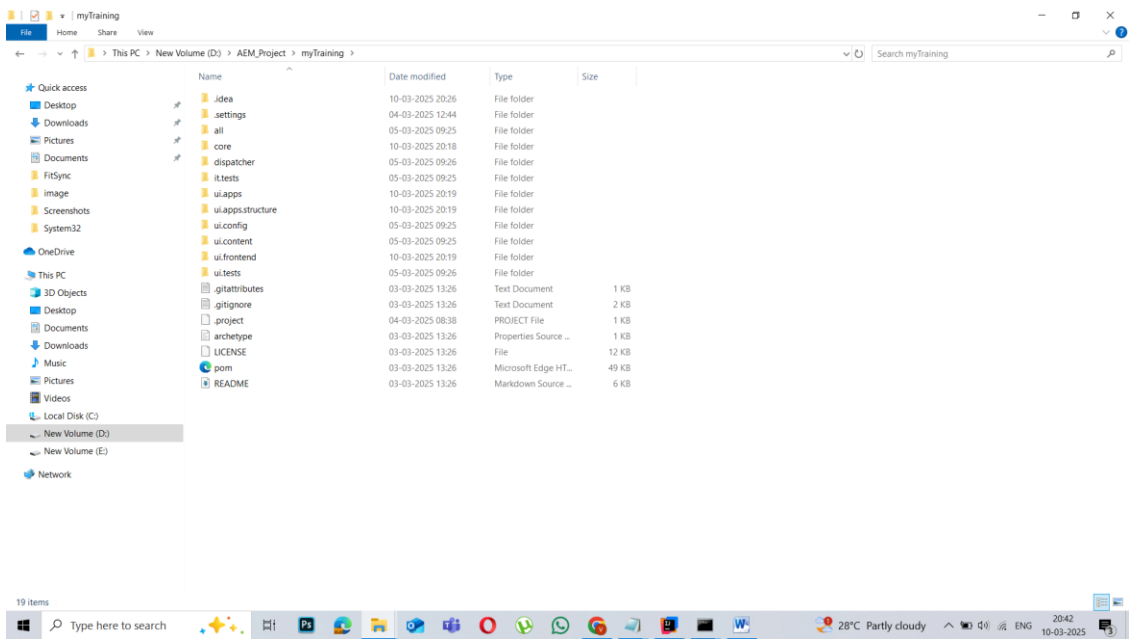 myTraining
File Home Share View
This PC > New Volume (D:) > AEM_Project > myTraining >
Search myTraining
Name Date modified Type Size
Quick access
Desktop
Downloads
Pictures
Documents
FitSync
image
Screenshots
System32
OneDrive
This PC
3D Objects
Desktop
Documents
Downloads
Music
Pictures
Videos
Local Disk (C:)
New Volume (D:)
New Volume (E:)
Network
.idea 10-03-2025 20:26 File folder
.settings 04-03-2025 12:44 File folder
all 05-03-2025 09:25 File folder
core 10-03-2025 20:18 File folder
dispatcher 05-03-2025 09:26 File folder
it.tests 05-03-2025 09:25 File folder
ui.apps 10-03-2025 20:19 File folder
ui.apps.structure 10-03-2025 20:19 File folder
ui.config 05-03-2025 09:25 File folder
ui.content 05-03-2025 09:25 File folder
ui.frontend 10-03-2025 20:19 File folder
ui.tests 05-03-2025 09:26 File folder
.gitattributes 03-03-2025 13:26 Text Document 1 KB
.gitignore 03-03-2025 13:26 Text Document 2 KB
.project 04-03-2025 08:38 PROJECT File 1 KB
archetype 03-03-2025 13:26 Properties Source ... 1 KB
LICENSE 03-03-2025 13:26 File 12 KB
pom 03-03-2025 13:26 Microsoft Edge HT... 49 KB
README 03-03-2025 13:26 Markdown Source ... 6 KB
19 items
Type here to search
28°C Partly cloudy
ENG
20:42
10-03-2025
3